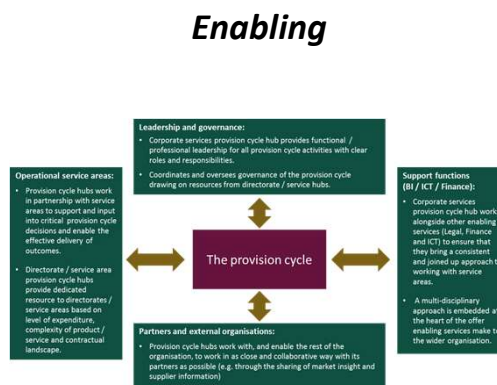 Enabling
Leadership and governance:
• Corporate services provision cycle hub provides functional /
professional leadership for all provision cycle activities with clear
roles and responsibilities.
• Coordinates and oversees governance of the provision cycle
drawing on resources from directorate / service hubs.
Operational service areas:
• Provision cycle hubs work
in partnership with service
areas to support and input
into critical provision cycle
decisions and enable the
effective delivery of
outcomes.
• Directorate / service area
provision cycle hubs
provide dedicated
resource to directorates /
service areas based on
level of expenditure,
complexity of product /
service and contractual
landscape.
The provision cycle
Support functions
(BI / ICT / Finance):
• Corporate services
provision cycle hub work
alongside other enabling
services (Legal, Finance
and ICT) to ensure that
they bring a consistent
and joined up approach t
working with service
areas.
• A multi-disciplinary
approach is embedded at
the heart of the offer
enabling services make to
the wider organisation.
Partners and external organisations:
• Provision cycle hubs work with, and enable the rest of the
organisation, to work in as close and collaborative way with its
partners as possible (e.g. through the sharing of market insight and
supplier information)